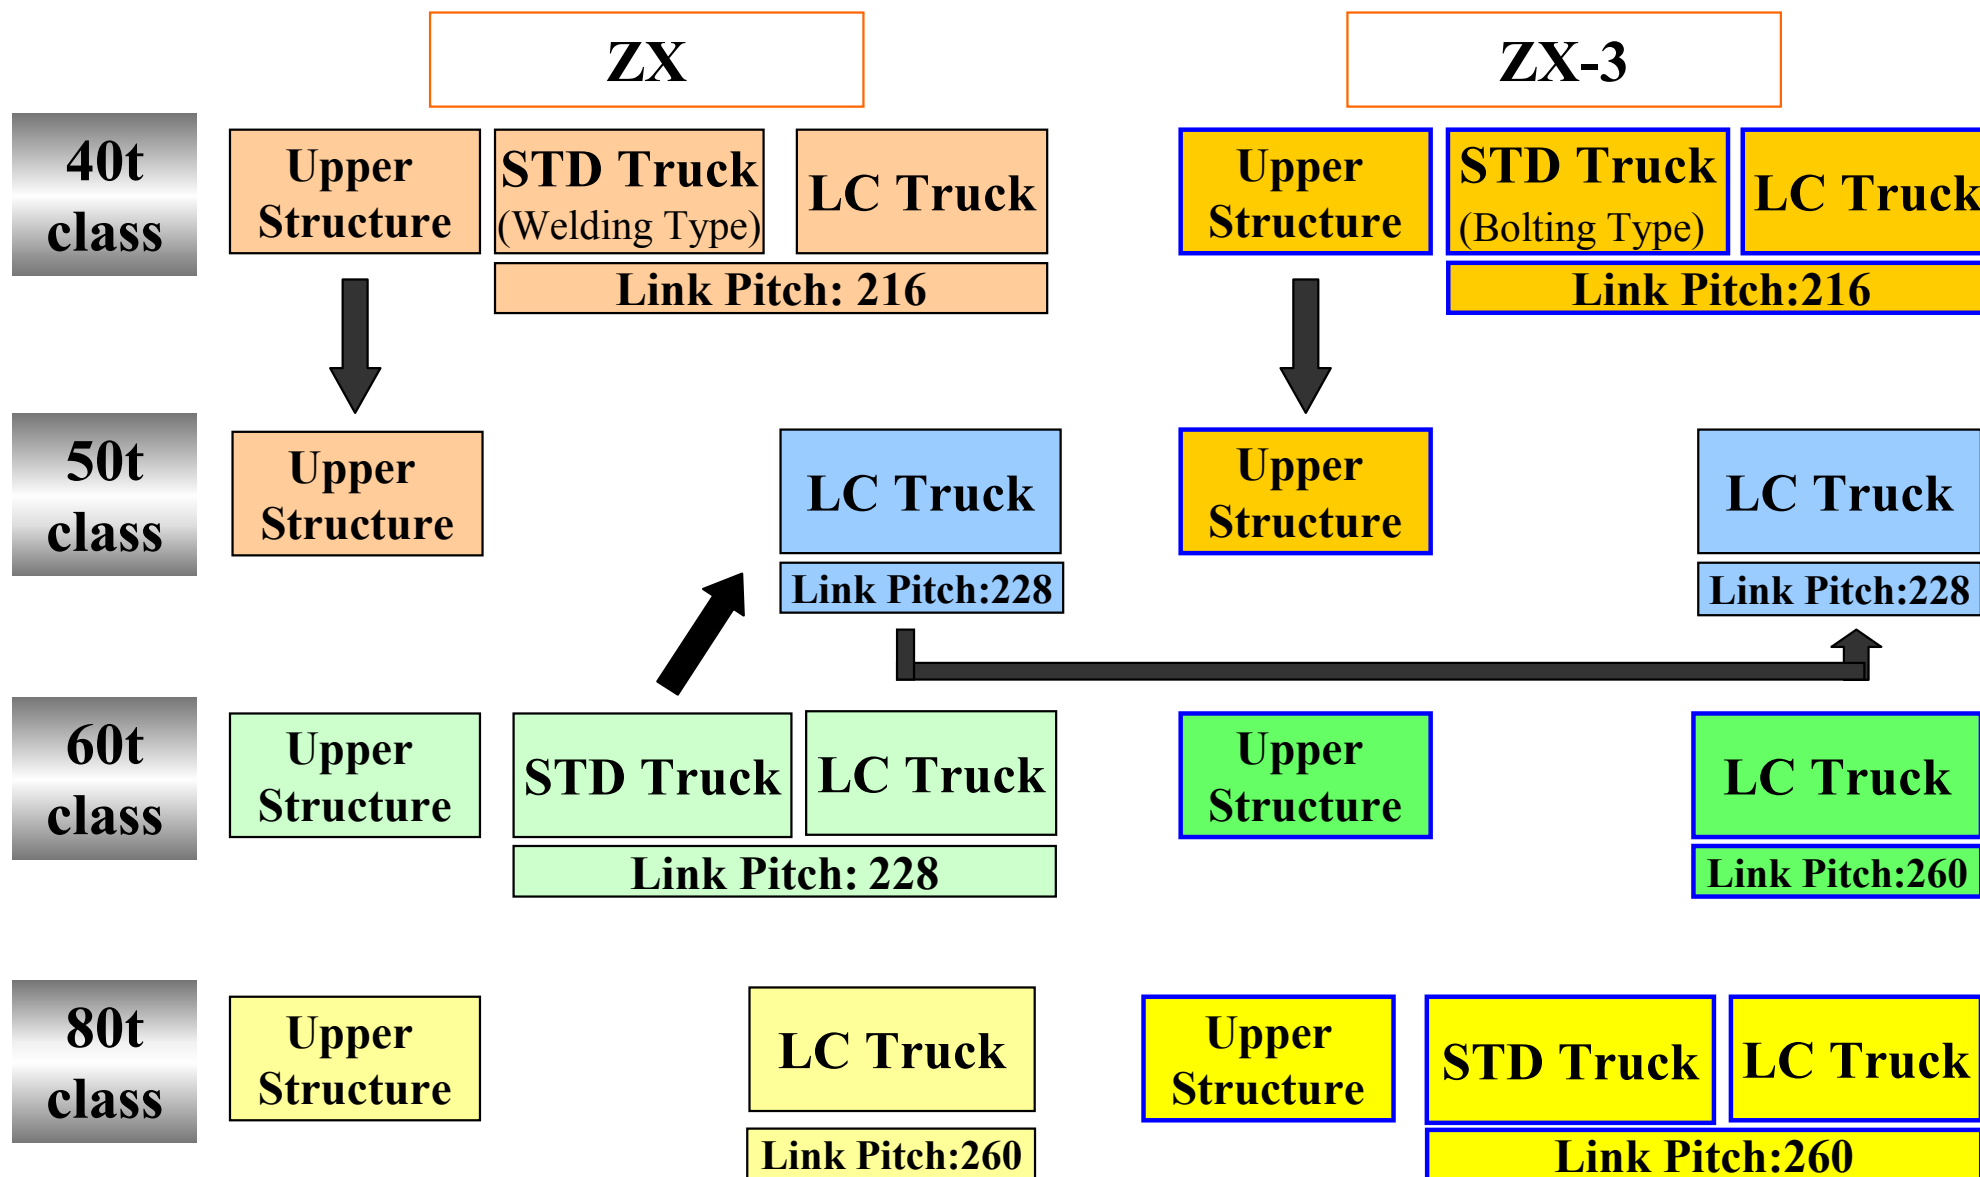 ZX
ZX-3
40t
class
Upper
Structure
STD Truck
(Welding Type)
LC Truck
Link Pitch: 216
Upper
Structure
STD Truck
(Bolting Type)
LC Truck
Link Pitch:216
50t
class
Upper
Structure
LC Truck
Link Pitch:228
Upper
Structure
LC Truck
Link Pitch:228
60t
class
Upper
Structure
STD Truck
LC Truck
Link Pitch: 228
Upper
Structure
LC Truck
Link Pitch:260
80t
class
Upper
Structure
LC Truck
Link Pitch:260
Upper
Structure
STD Truck
LC Truck
Link Pitch:260